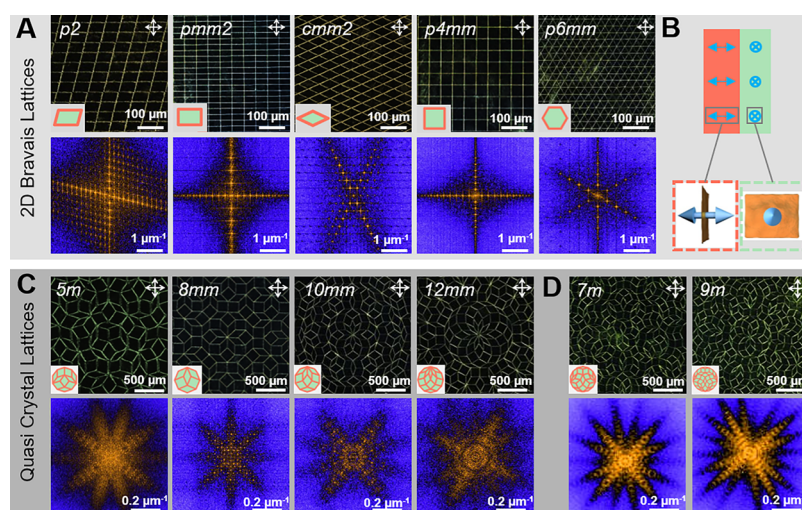 A
2D Bravais Lattices
p2
pmm2
cmm2
p4mm
p6mm
100 µm
100 µm
100 µm
100 µm
100 µm
1 µm-1
1 µm-1
1 µm-1
1 µm-1
1 µm-1
B
C
Quasi Crystal Lattices
5m
8mm
10mm
12mm
500 µm
500 µm
500 µm
500 µm
0.2 µm-1
0.2 µm-1
0.2 µm-1
0.2 µm-1
D
7m
9m
500 µm
500 µm
0.2 µm-1
0.2 µm-1